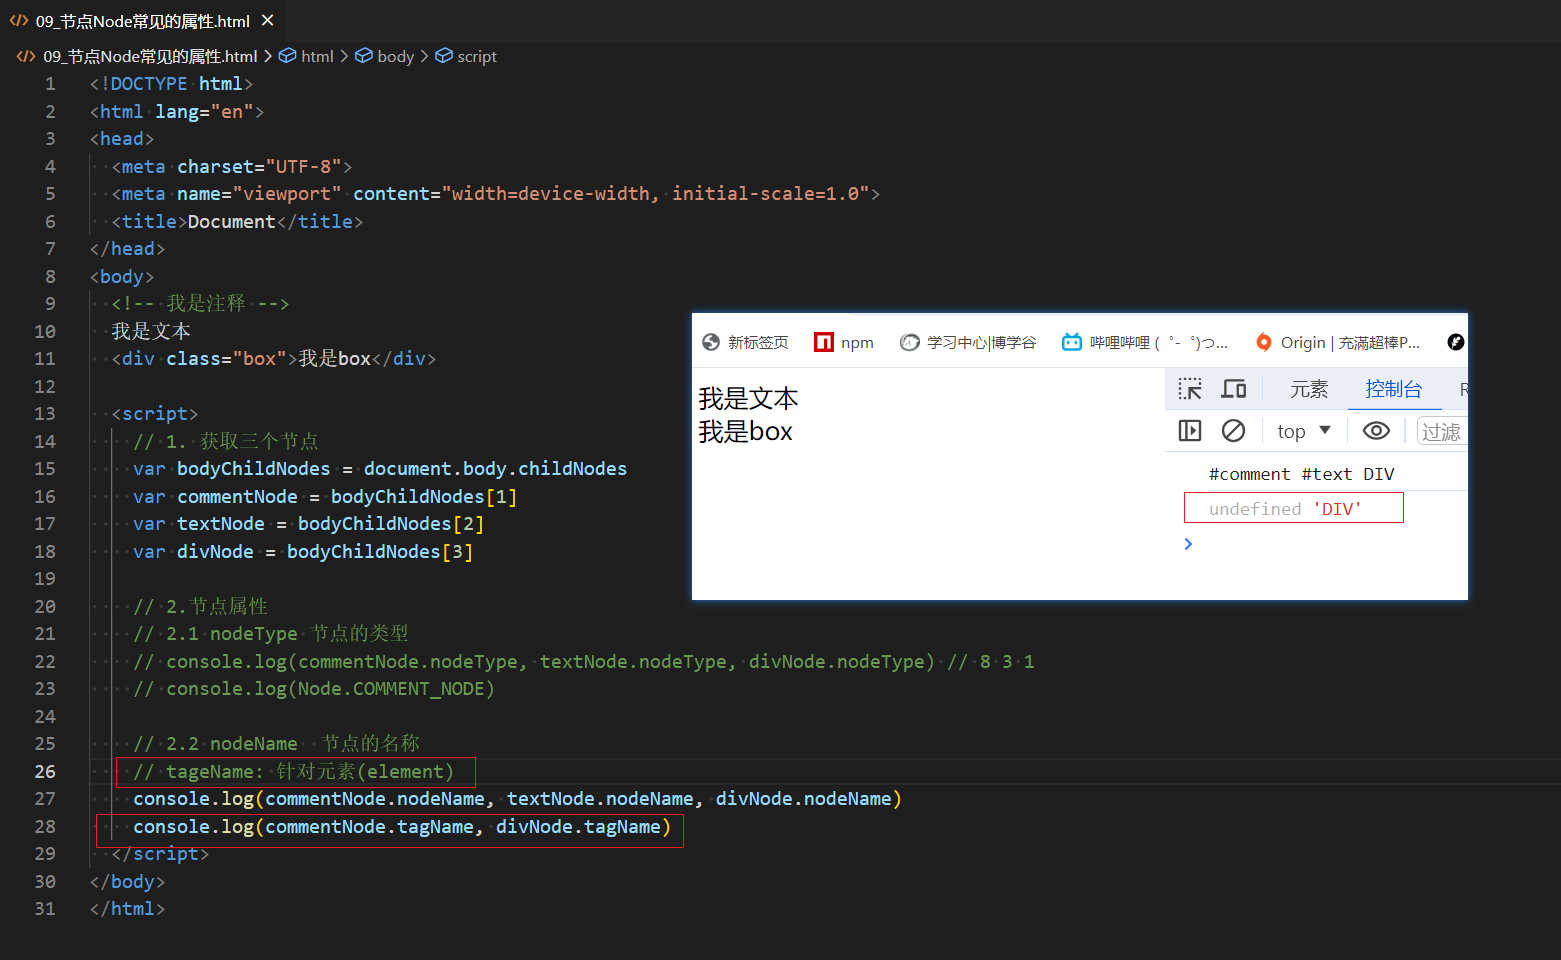 09_节点Node常见的属性.html ×
09_节点Node常见的属性.html > html > body > script
1 <!DOCTYPE html>
2 <html lang="en">
3 <head>
4 <meta charset="UTF-8">
5 <meta name="viewport" content="width=device-width, initial-scale=1.0">
6 <title>Document</title>
7 </head>
8 <body>
9 <!-- 我是注释 -->
10 我是文本
11 <div class="box">我是box</div>
12
13 <script>
14 // 1. 获取三个节点
15 var bodyChildNodes = document.body.childNodes
16 var commentNode = bodyChildNodes[1]
17 var textNode = bodyChildNodes[2]
18 var divNode = bodyChildNodes[3]
19
20 // 2.节点属性
21 // 2.1 nodeType 节点的类型
22 // console.log(commentNode.nodeType, textNode.nodeType, divNode.nodeType) // 8 3 1
23 // console.log(Node.COMMENT_NODE)
24
25 // 2.2 nodeName  节点的名称
26 // tageName: 针对元素(element)
27 console.log(commentNode.nodeName, textNode.nodeName, divNode.nodeName)
28 console.log(commentNode.tagName, divNode.tagName)
29 </script>
30 </body>
31 </html>
新标签页 npm 学习中心|博学谷 哔哩哔哩 ( ゜- ゜)つ... Origin | 充滿超棒P...
我是文本
我是box
元素 控制台
top ▼ 过滤
#comment #text DIV
undefined 'DIV'
>